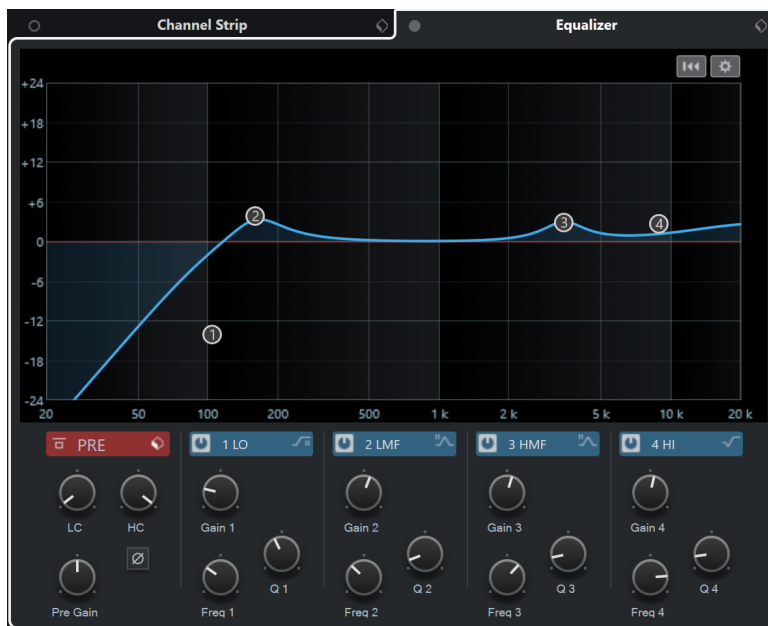 Channel Strip
Equalizer
+24
+18
+12
+6
0
-6
-12
-18
-24
1
2
3
4
20 50 100 200 500 1 k 2 k 5 k 10 k 20 k
PRE 1 LO 2 LMF 3 HMF 4 HI
LC HC Gain 1 Gain 2 Gain 3 Gain 4
Q 1 Q 2 Q 3 Q 4
Pre Gain Freq 1 Freq 2 Freq 3 Freq 4